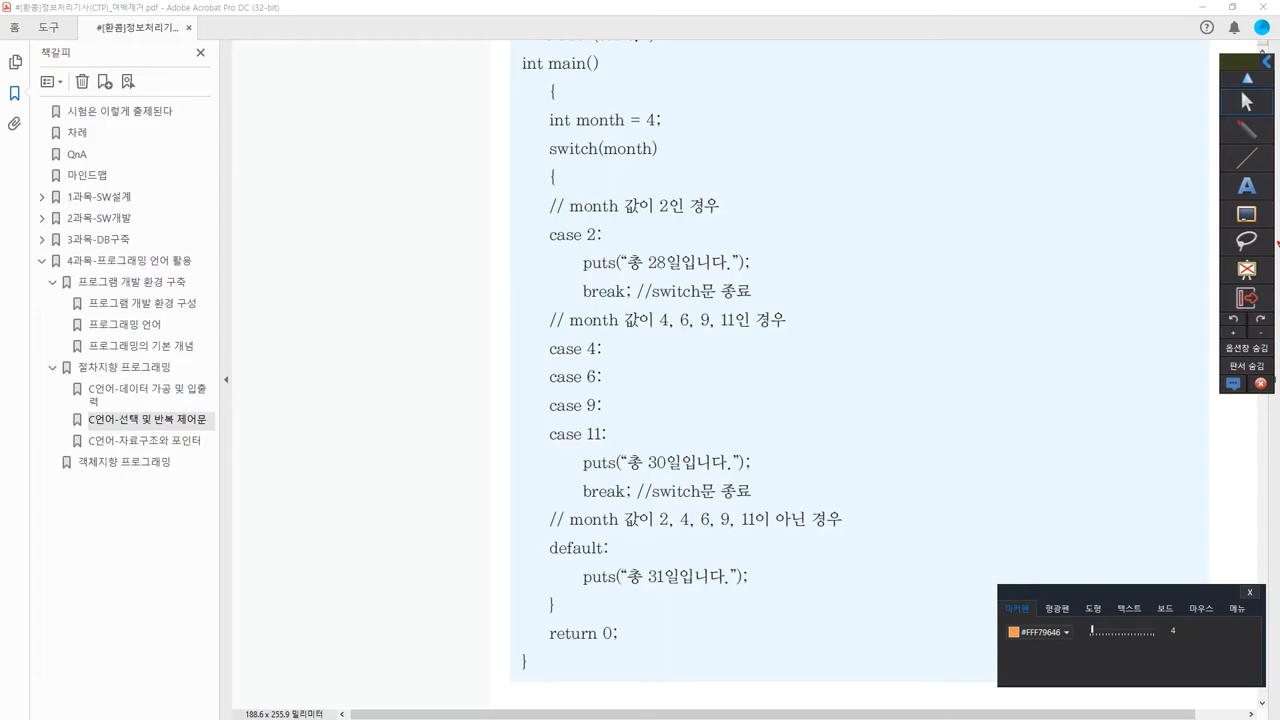 #[환콤]정보처리기사(CTP)_여백제거.pdf - Adobe Acrobat Pro DC (32-bit)
홈 도구 #[환콤]정보처리기... ×
책갈피
시험은 이렇게 출제된다
차례
QnA
마인드맵
1과목-SW설계
2과목-SW개발
3과목-DB구축
4과목-프로그래밍 언어 활용
프로그램 개발 환경 구축
프로그램 개발 환경 구성
프로그래밍 언어
프로그래밍의 기본 개념
절차지향 프로그래밍
C언어-데이터 가공 및 입출
력
C언어-선택 및 반복 제어문
C언어-자료구조와 포인터
객체지향 프로그래밍
int main()
{
int month = 4;
switch(month)
{
// month 값이 2인 경우
case 2:
puts(“총 28일입니다.”);
break; //switch문 종료
// month 값이 4, 6, 9, 11인 경우
case 4:
case 6:
case 9:
case 11:
puts(“총 30일입니다.”);
break; //switch문 종료
// month 값이 2, 4, 6, 9, 11이 아닌 경우
default:
puts(“총 31일입니다.”);
}
return 0;
}
188.6 x 255.9 밀리미터
A
+ -
옵션창 숨김
판서 숨김
X
마커펜 형광펜 도형 텍스트 보드 마우스 메뉴
#FFF79646 4